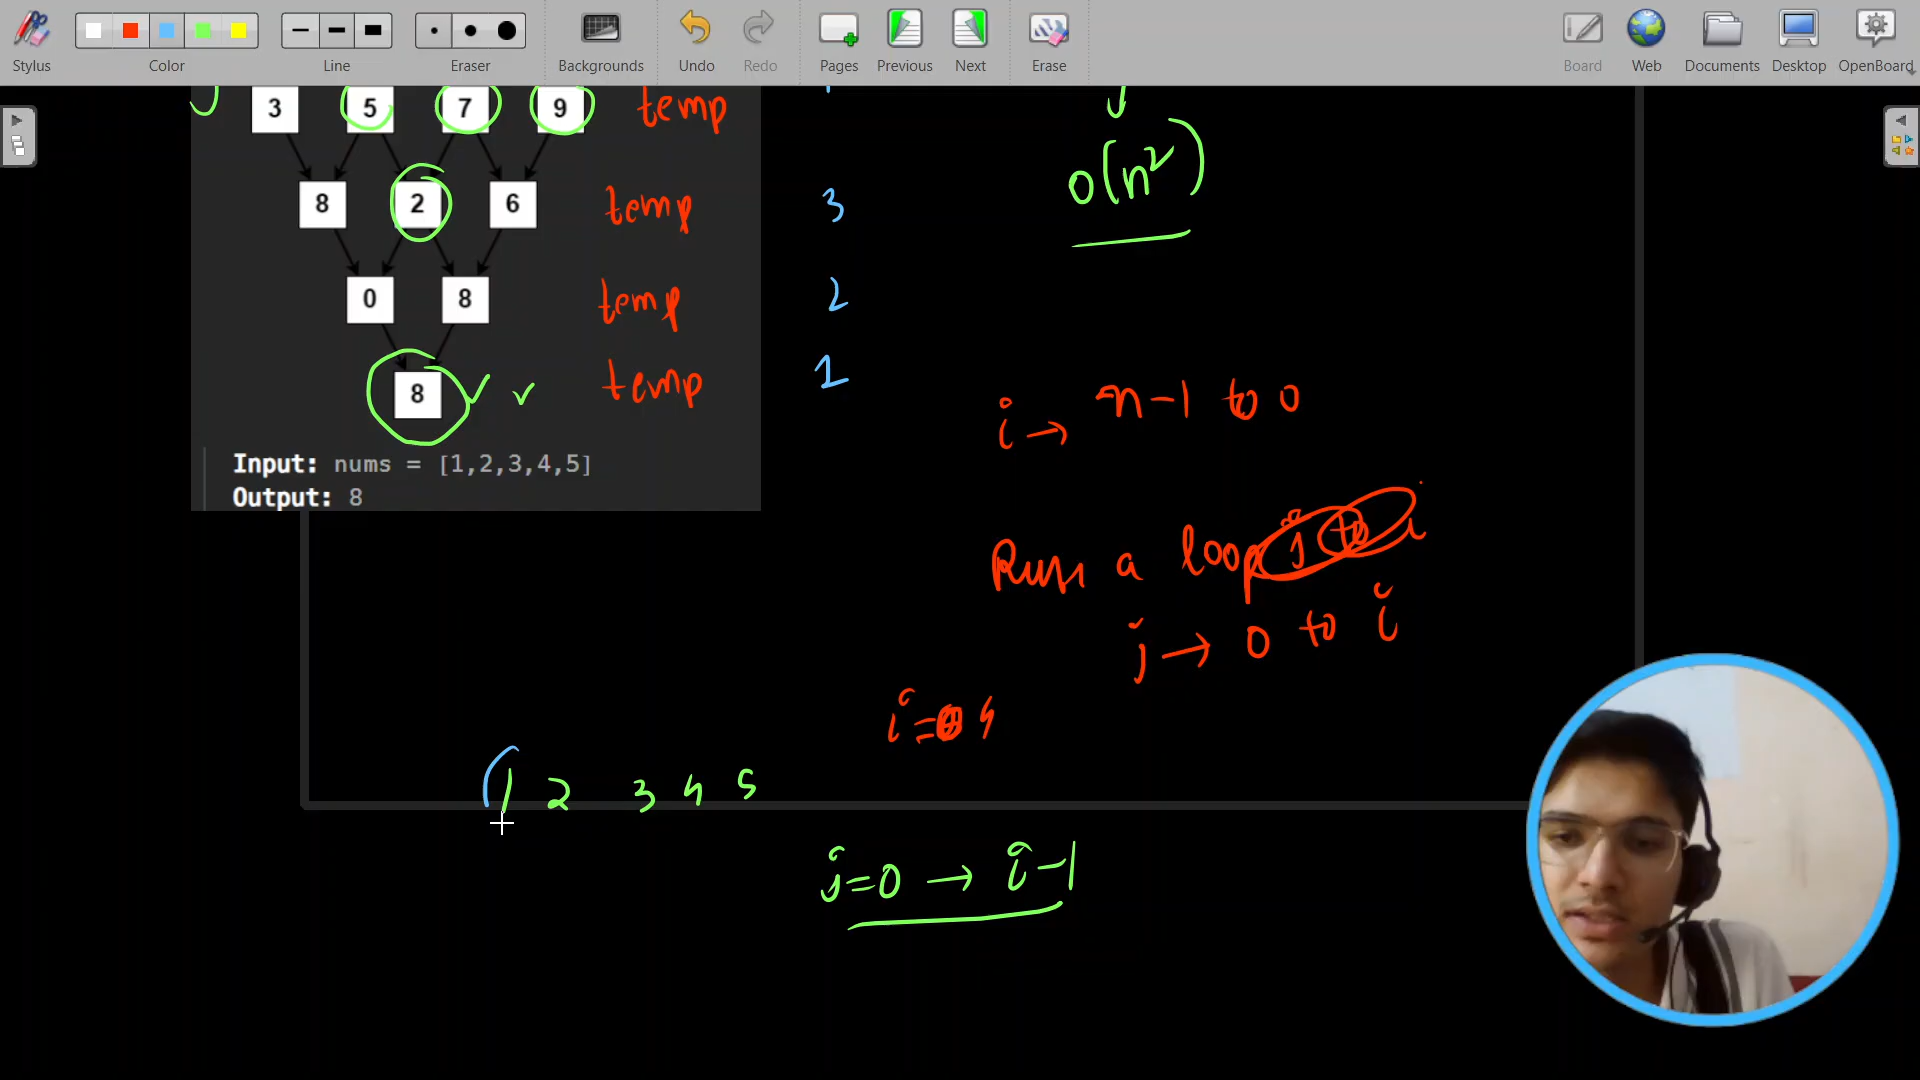 Stylus Color Line Eraser Backgrounds Undo Redo Pages Previous Next Erase Board Web Documents Desktop OpenBoard
3 5 7 9 temp
O(n²)
8 2 6 temp 3
0 8 temp 2
8 temp 1
i → n-1 to 0
Input: nums = [1,2,3,4,5]
Output: 8
Run a loop j to i
j → 0 to i
i = 4
1 2 3 4 5
j=0 → i-1